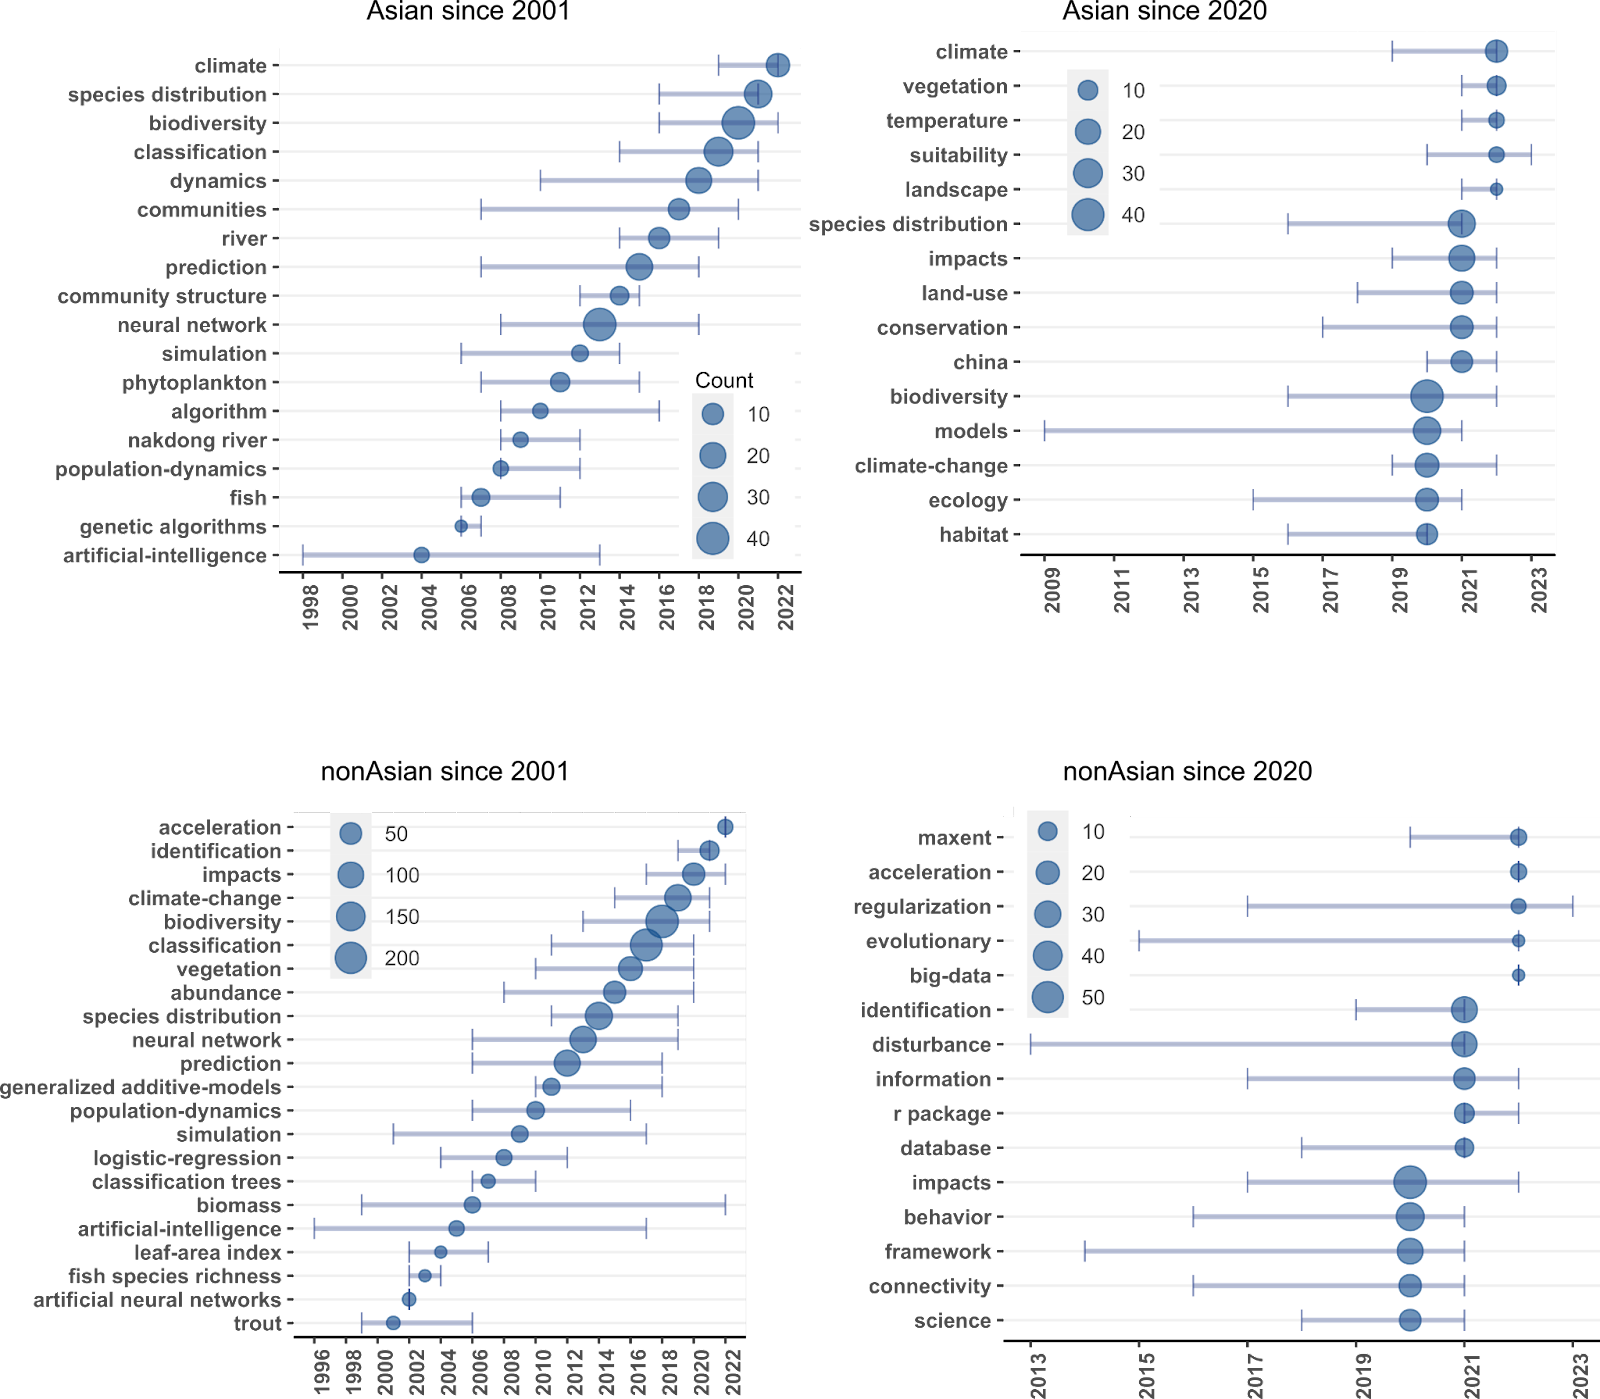 Asian since 2001
climate
species distribution
biodiversity
classification
dynamics
communities
river
prediction
community structure
neural network
simulation
phytoplankton
algorithm
nakdong river
population-dynamics
fish
genetic algorithms
artificial-intelligence
Count
10
20
30
40
1998 2000 2002 2004 2006 2008 2010 2012 2014 2016 2018 2020 2022
Asian since 2020
climate
vegetation
temperature
suitability
landscape
species distribution
impacts
land-use
conservation
china
biodiversity
models
climate-change
ecology
habitat
10
20
30
40
2009 2011 2013 2015 2017 2019 2021 2023
nonAsian since 2001
acceleration
identification
impacts
climate-change
biodiversity
classification
vegetation
abundance
species distribution
neural network
prediction
generalized additive-models
population-dynamics
simulation
logistic-regression
classification trees
biomass
artificial-intelligence
leaf-area index
fish species richness
artificial neural networks
trout
50
100
150
200
1996 1998 2000 2002 2004 2006 2008 2010 2012 2014 2016 2018 2020 2022
nonAsian since 2020
maxent
acceleration
regularization
evolutionary
big-data
identification
disturbance
information
r package
database
impacts
behavior
framework
connectivity
science
10
20
30
40
50
2013 2015 2017 2019 2021 2023